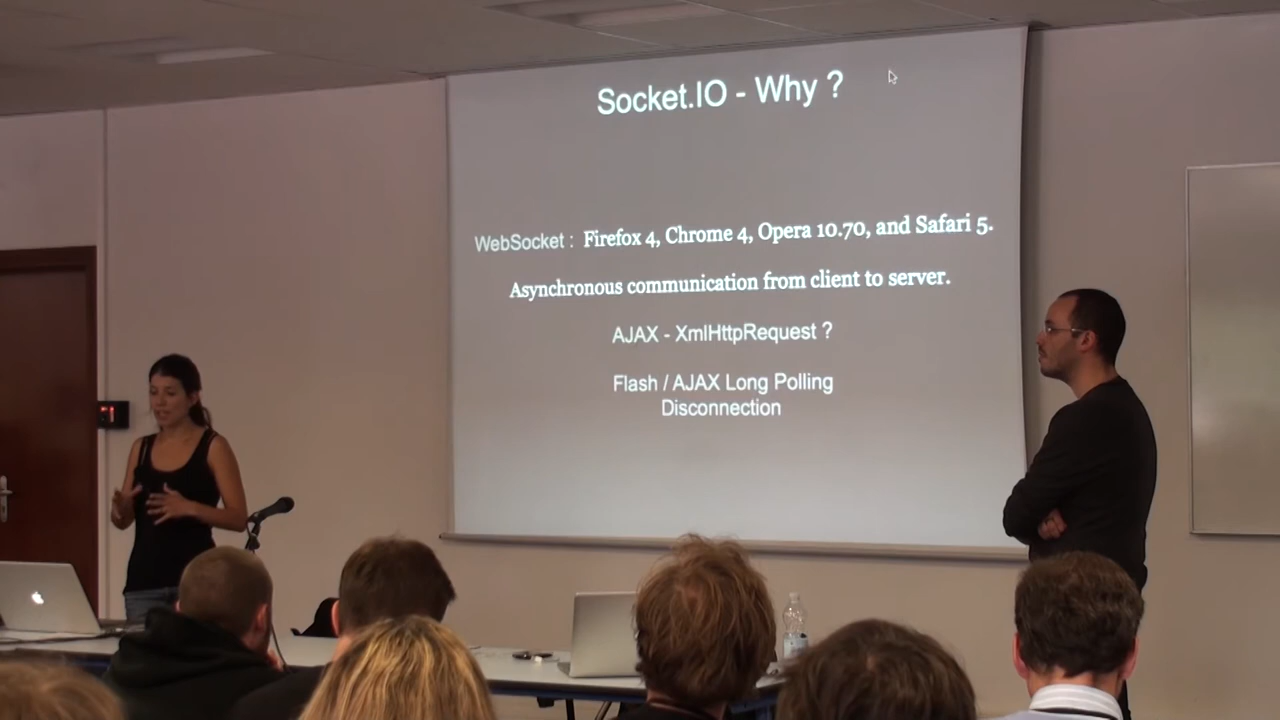 Socket.IO - Why ?
WebSocket : Firefox 4, Chrome 4, Opera 10.70, and Safari 5.
Asynchronous communication from client to server.
AJAX - XmlHttpRequest ?
Flash / AJAX Long Polling
Disconnection